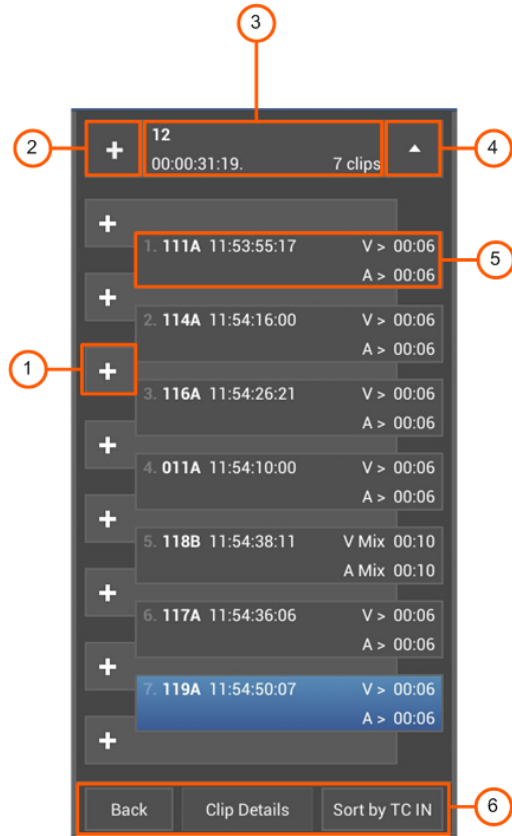 3
2
+
12
4
00:00:31:19. 7 clips
+
1. 111A 11:53:55:17 V > 00:06
5
A > 00:06
+
2. 114A 11:54:16:00 V > 00:06
A > 00:06
1
+
3. 116A 11:54:26:21 V > 00:06
A > 00:06
+
4. 011A 11:54:10:00 V > 00:06
A > 00:06
+
5. 118B 11:54:38:11 V Mix 00:10
A Mix 00:10
+
6. 117A 11:54:36:06 V > 00:06
A > 00:06
+
7. 119A 11:54:50:07 V > 00:06
A > 00:06
+
Back Clip Details Sort by TC IN
6